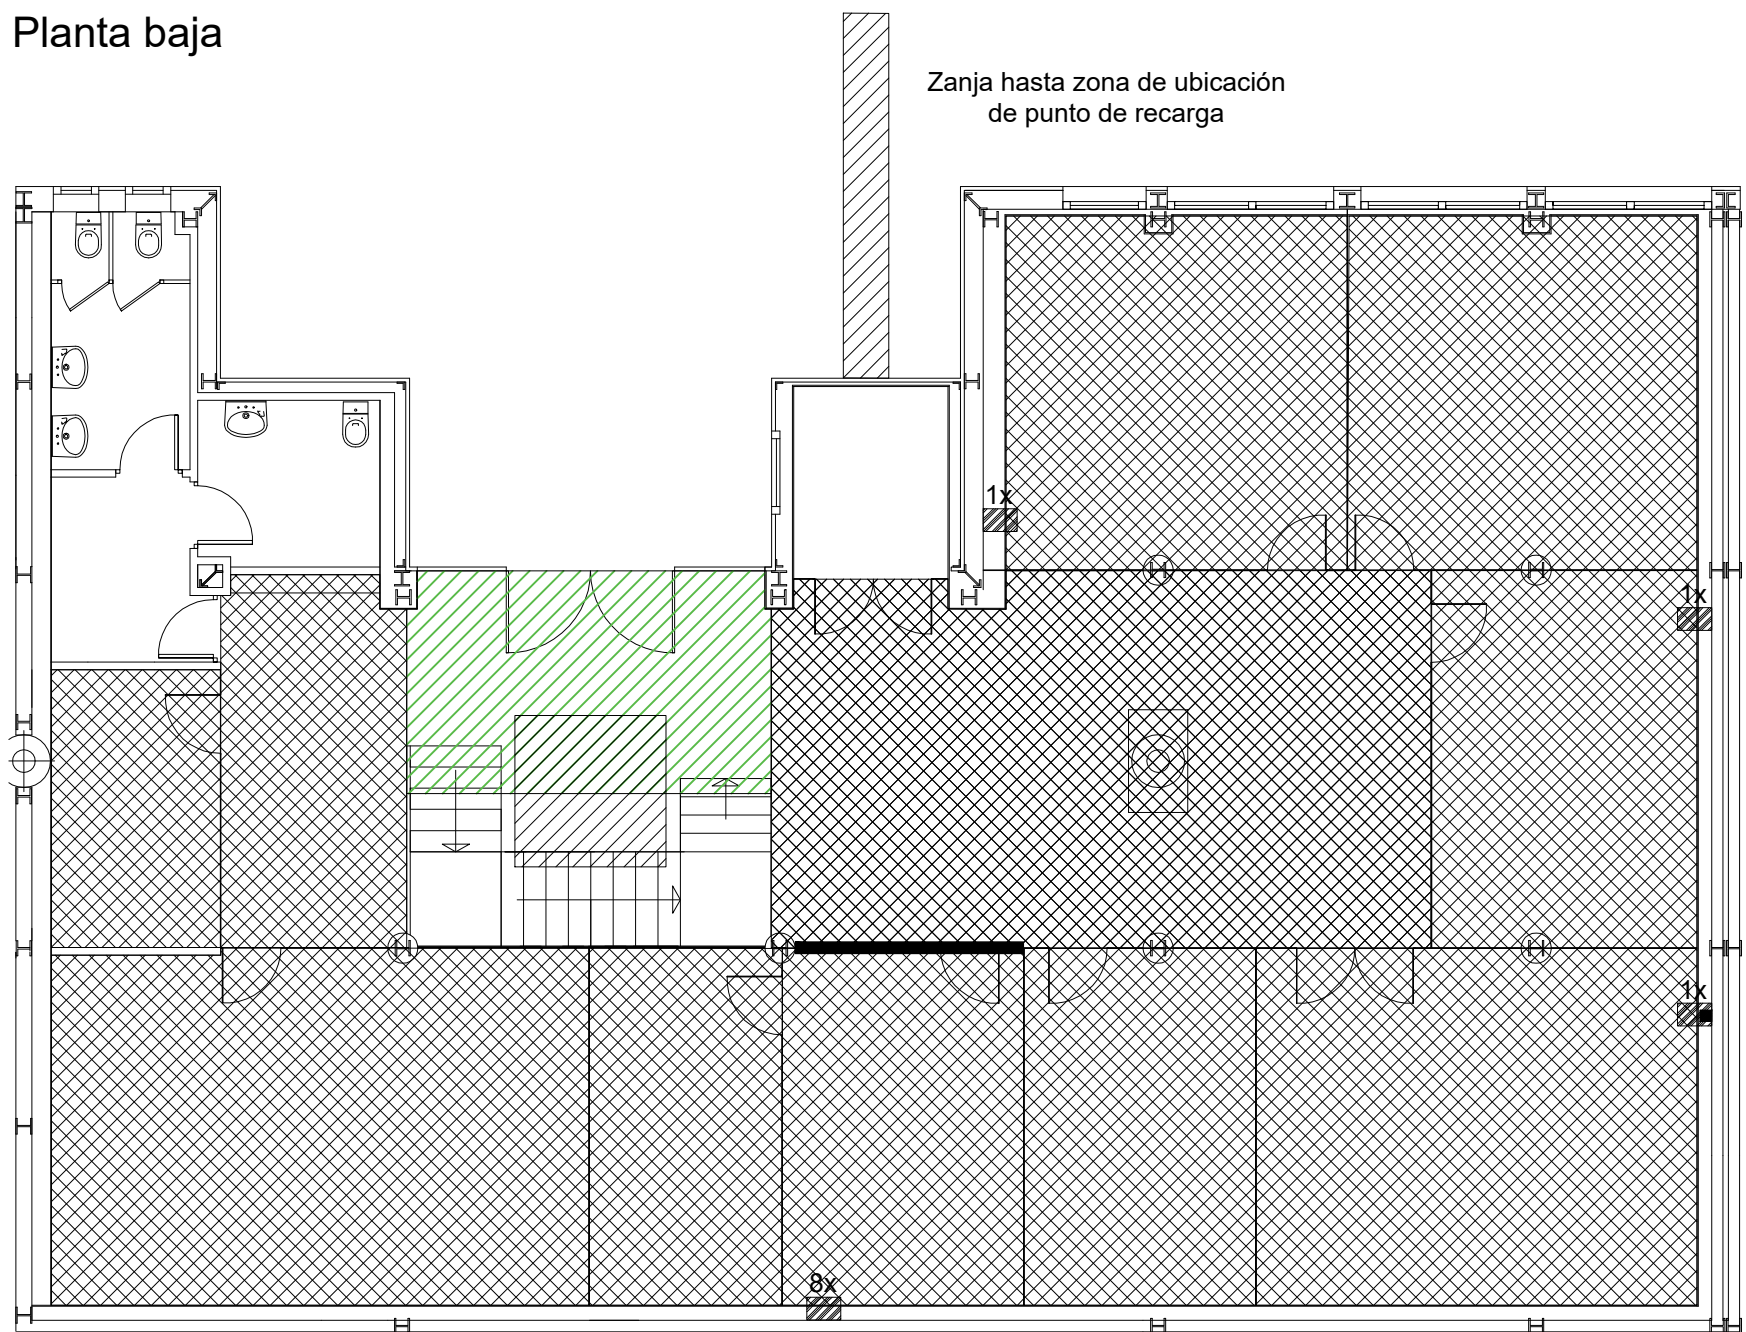 Planta baja
Zanja hasta zona de ubicación
de punto de recarga
1x
1x
1x
8x